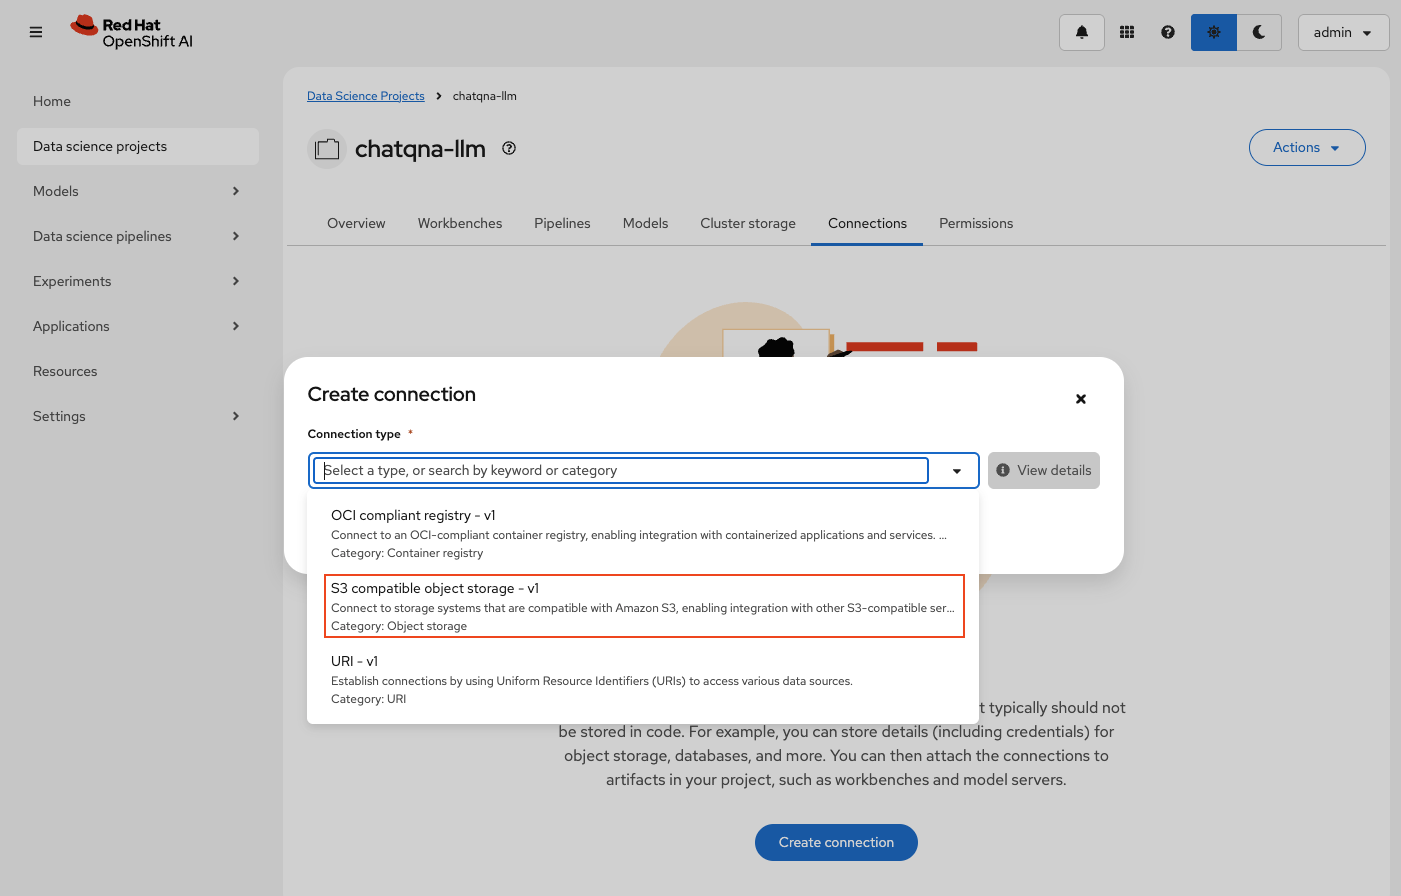 Red Hat
OpenShift AI
admin
Home
Data science projects
Models
Data science pipelines
Experiments
Applications
Resources
Settings
Data Science Projects > chatqna-llm
chatqna-llm
Actions
Overview Workbenches Pipelines Models Cluster storage Connections Permissions
Create connection
Connection type *
Select a type, or search by keyword or category
View details
OCI compliant registry - v1
Connect to an OCI-compliant container registry, enabling integration with containerized applications and services. ...
Category: Container registry
S3 compatible object storage - v1
Connect to storage systems that are compatible with Amazon S3, enabling integration with other S3-compatible ser...
Category: Object storage
URI - v1
Establish connections by using Uniform Resource Identifiers (URIs) to access various data sources.
Category: URI
t typically should not
be stored in code. For example, you can store details (including credentials) for
object storage, databases, and more. You can then attach the connections to
artifacts in your project, such as workbenches and model servers.
Create connection